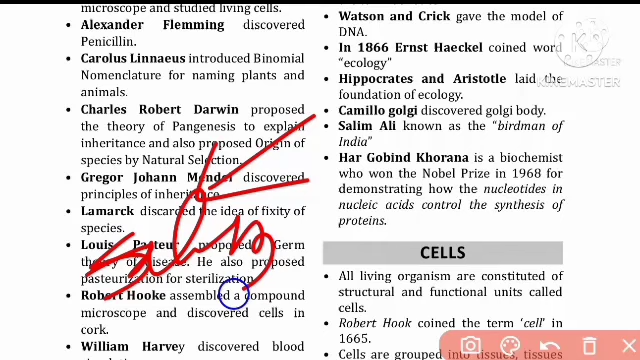 microscope and studied living cells.
• Alexander Flemming discovered
Penicillin.
• Carolus Linnaeus introduced Binomial
Nomenclature for naming plants and
animals.
• Charles Robert Darwin proposed
the theory of Pangenesis to explain
inheritance and also proposed Origin of
species by Natural Selection.
• Gregor Johann Mendel discovered
principles of inheritance.
• Lamarck discarded the idea of fixity of
species.
• Louis Pasteur proposed Germ
theory of disease. He also proposed
pasteurization for sterilization.
• Robert Hooke assembled a compound
microscope and discovered cells in
cork.
• William Harvey discovered blood
• Watson and Crick gave the model of
DNA.
• In 1866 Ernst Haeckel coined word
“ecology”
• Hippocrates and Aristotle laid the
foundation of ecology.
• Camillo golgi discovered golgi body.
• Salim Ali known as the “birdman of
India”
• Har Gobind Khorana is a biochemist
who won the Nobel Prize in 1968 for
demonstrating how the nucleotides in
nucleic acids control the synthesis of
proteins.
CELLS
• All living organism are constituted of
structural and functional units called
cells.
• Robert Hook coined the term ‘cell’ in
1665.
• Cells are grouped into tissues, tissues
KINEMASTER